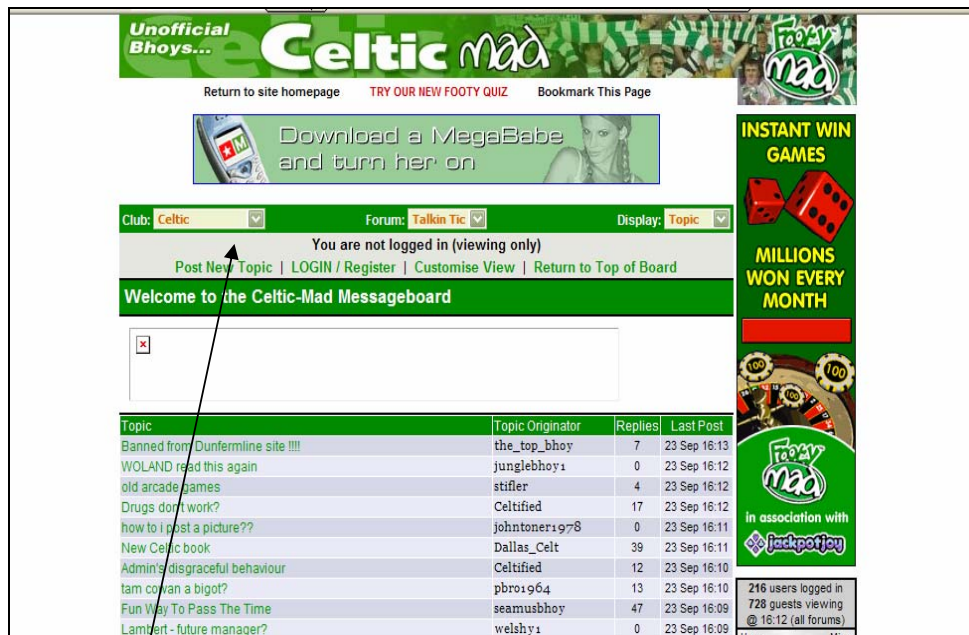 Unofficial
Bhoys...
Celtic mad
FOOTY
mad
Return to site homepage TRY OUR NEW FOOTY QUIZ Bookmark This Page
Download a MegaBabe
and turn her on
INSTANT WIN
GAMES
MILLIONS
WON EVERY
MONTH
Club: Celtic Forum: Talkin Tic Display: Topic
You are not logged in (viewing only)
Post New Topic | LOGIN / Register | Customise View | Return to Top of Board
Welcome to the Celtic-Mad Messageboard
Topic Topic Originator Replies Last Post
Banned from Dunfermline site !!!! the_top_bhoy 7 23 Sep 16:13
WOLAND read this again junglebhoy1 0 23 Sep 16:12
old arcade games stifler 4 23 Sep 16:12
Drugs don't work? Celtified 17 23 Sep 16:12
how to i post a picture?? johntoner1978 0 23 Sep 16:11
New Celtic book Dallas_Celt 39 23 Sep 16:11
Admin's disgraceful behaviour Celtified 12 23 Sep 16:10
tam cowan a bigot? pbro1964 13 23 Sep 16:10
Fun Way To Pass The Time seamusbhoy 47 23 Sep 16:09
Lambert - future manager? welshy1 0 23 Sep 16:09
100
100
FOOTY
mad
in association with
jackpotjoy
216 users logged in
728 guests viewing
@ 16:12 (all forums)